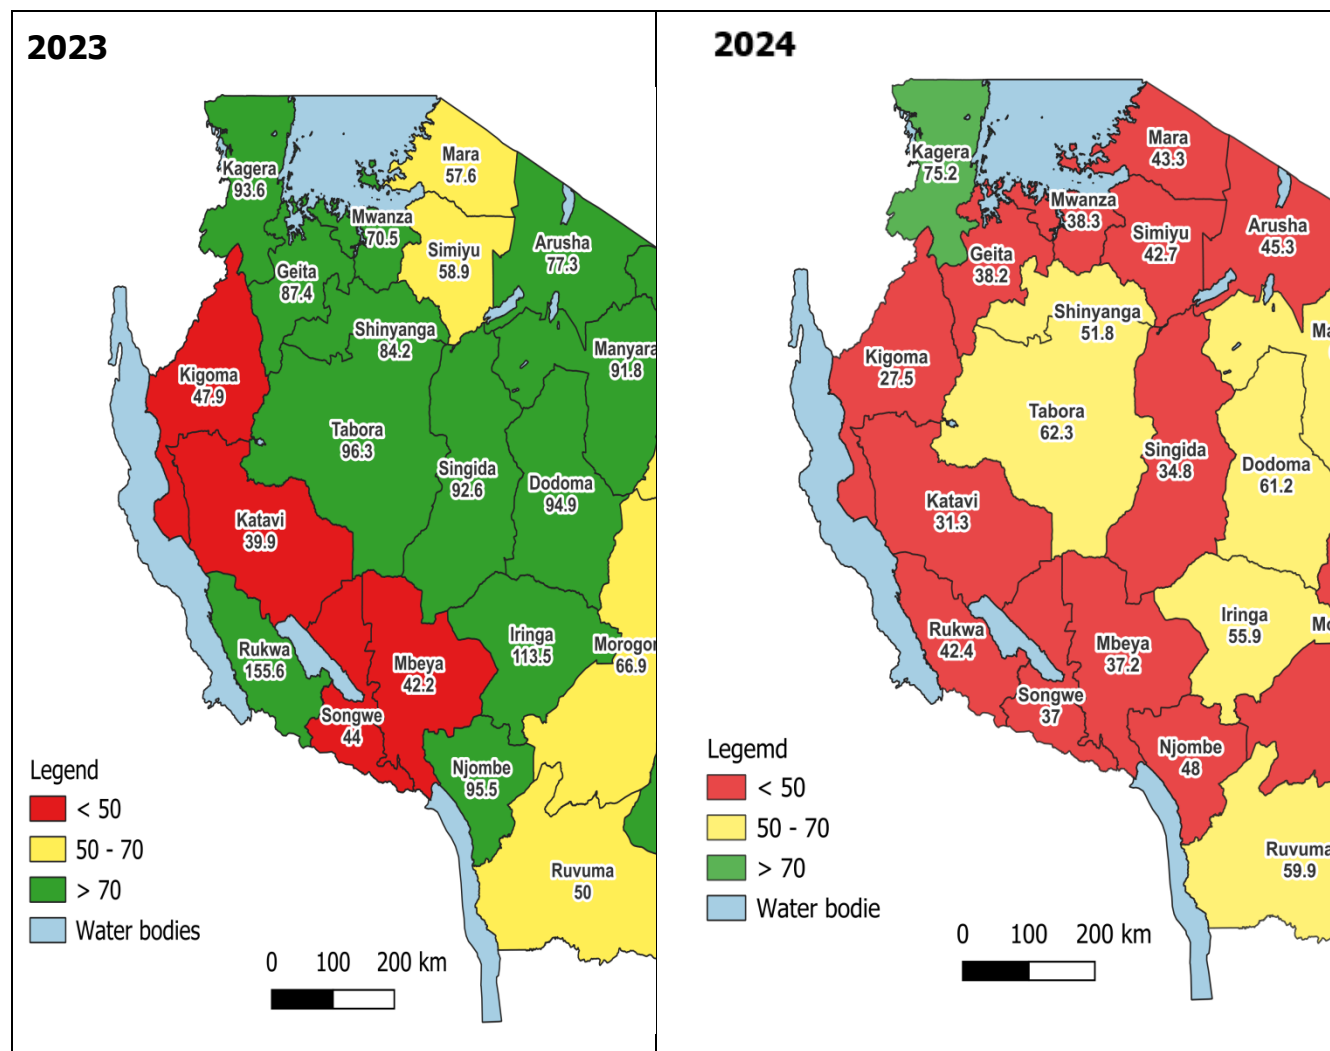 2023
Kagera
93.6
Mara
57.6
Mwanza
70.5
Simiyu
58.9
Arusha
77.3
Geita
87.4
Shinyanga
84.2
Manyara
91.8
Kigoma
47.9
Tabora
96.3
Singida
92.6
Dodoma
94.9
Katavi
39.9
Rukwa
155.6
Mbeya
42.2
Iringa
113.5
Morogor
66.9
Songwe
44
Njombe
95.5
Ruvuma
50
Legend
< 50
50 - 70
> 70
Water bodies
0 100 200 km
2024
Kagera
75.2
Mara
43.3
Mwanza
38.3
Simiyu
42.7
Arusha
45.3
Geita
38.2
Shinyanga
51.8
Ma
Kigoma
27.5
Tabora
62.3
Singida
34.8
Dodoma
61.2
Katavi
31.3
Rukwa
42.4
Mbeya
37.2
Iringa
55.9
Mo
Songwe
37
Njombe
48
Ruvuma
59.9
Legemd
< 50
50 - 70
> 70
Water bodie
0 100 200 km